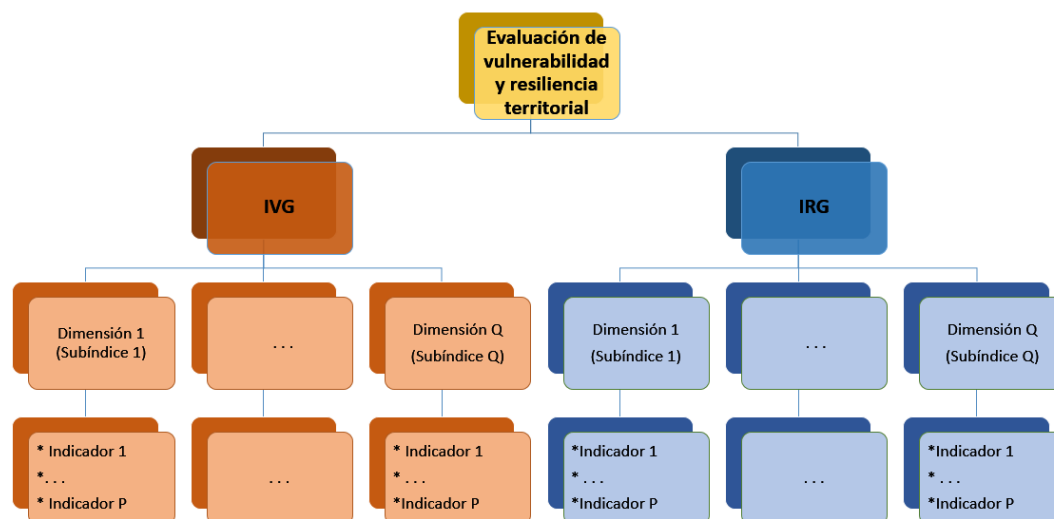 Evaluación de
vulnerabilidad
y resiliencia
territorial
IVG
IRG
Dimensión 1
(Subíndice 1)
. . .
Dimensión Q
(Subíndice Q)
Dimensión 1
(Subíndice 1)
. . .
Dimensión Q
(Subíndice Q)
* Indicador 1
*. . .
* Indicador P
. . .
* Indicador 1
* . . .
*Indicador P
*Indicador 1
* . . .
*Indicador P
. . .
*Indicador 1
* . . .
*Indicador P